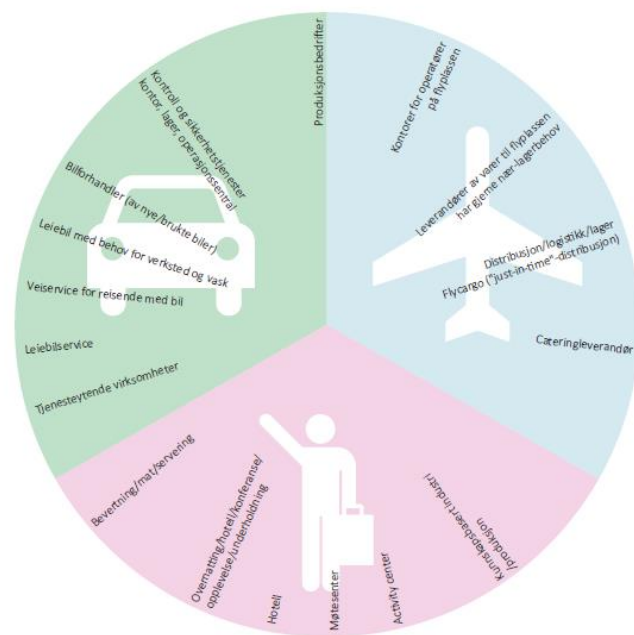 Produksjonsbedrifter
Kontorer for operatører
på flyplassen
Leverandører av varer til flyplassen
har gjerne nær-lagerbehov
Distribusjon/logistikk/lager
Flycargo ("just-in-time"-distribusjon)
Cateringleverandør
Kunnskapsbasert industri
/produksjon
Activity center
Møtesenter
Hotell
Overnatting/hotell/konferanse/
opplevelse/underholdning
Bevertning/mat/servering
Tjenesteytende virksomheter
Leiebilservice
Veiservice for reisende med bil
Leiebil med behov for verksted og vask
Bilforhandler (av nye/brukte biler)
Kontroll og sikkerhetstjenester
kontor, lager, operasjonssentral